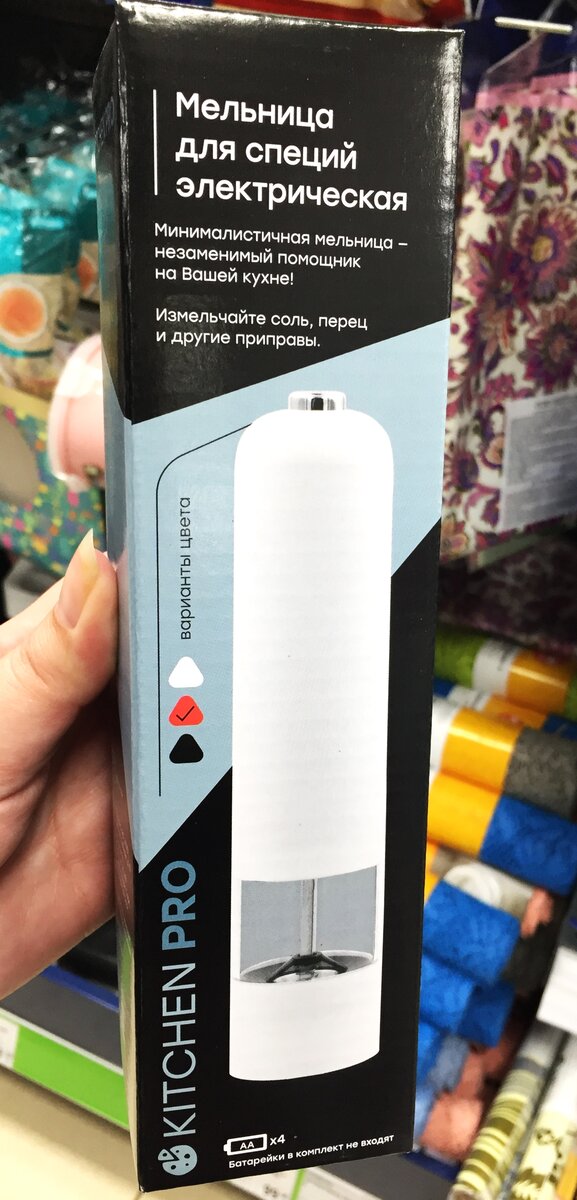 Мельница
для специй
электрическая
Минималистичная мельница –
незаменимый помощник
на Вашей кухне!
Измельчайте соль, перец
и другие приправы.
варианты цвета
KITCHEN PRO
AA x4
Батарейки в комплект не входят